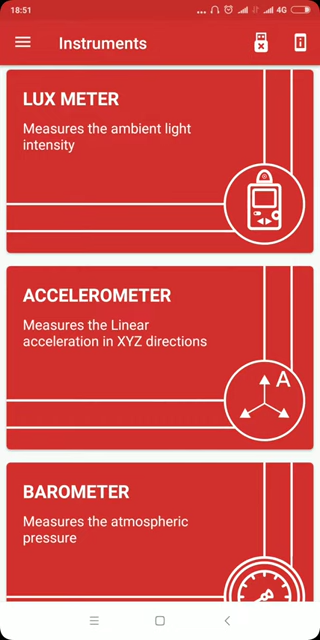 18:51
4G
Instruments
LUX METER
Measures the ambient light
intensity
ACCELEROMETER
Measures the Linear
acceleration in XYZ directions
A
BAROMETER
Measures the atmospheric
pressure